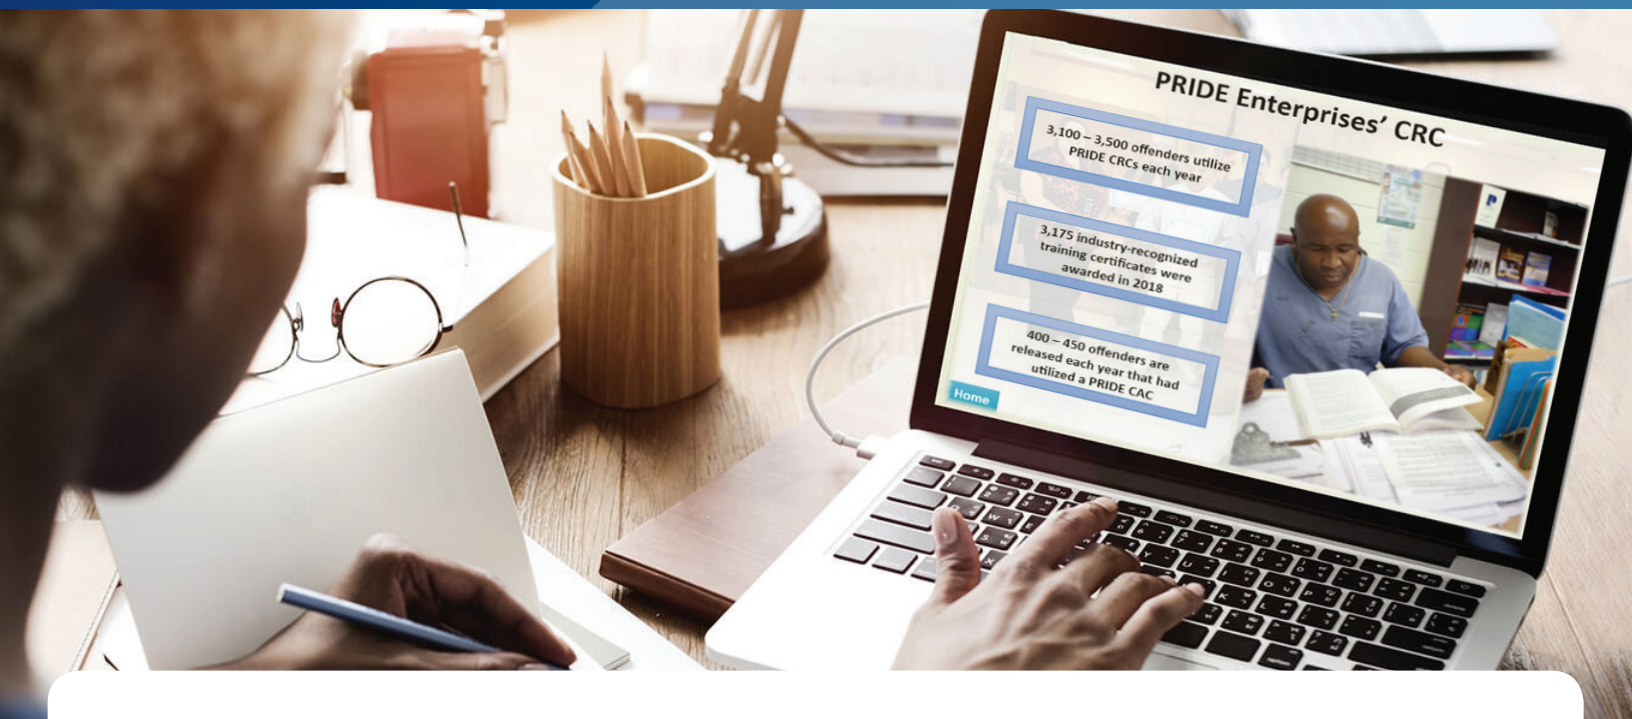 PRIDE Enterprises’ CRC
3,100 – 3,500 offenders utilize
PRIDE CRCs each year
3,175 industry-recognized
training certificates were
awarded in 2018
400 – 450 offenders are
released each year that had
utilized a PRIDE CAC
Home